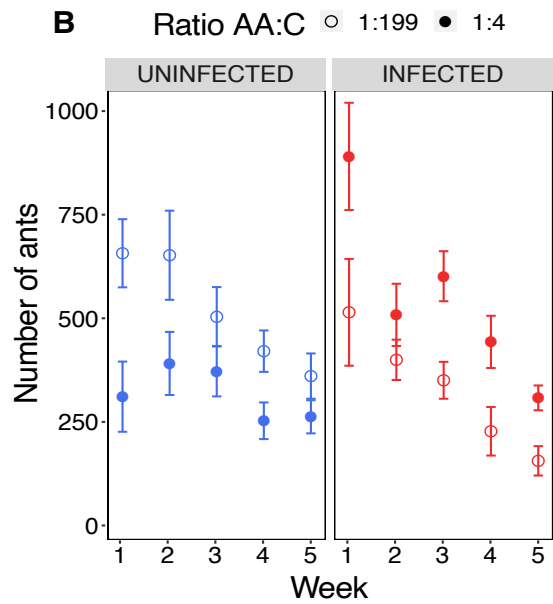 B Ratio AA:C 1:199 1:4
UNINFECTED INFECTED
1000
750
500
250
0
Number of ants
1 2 3 4 5 1 2 3 4 5
Week